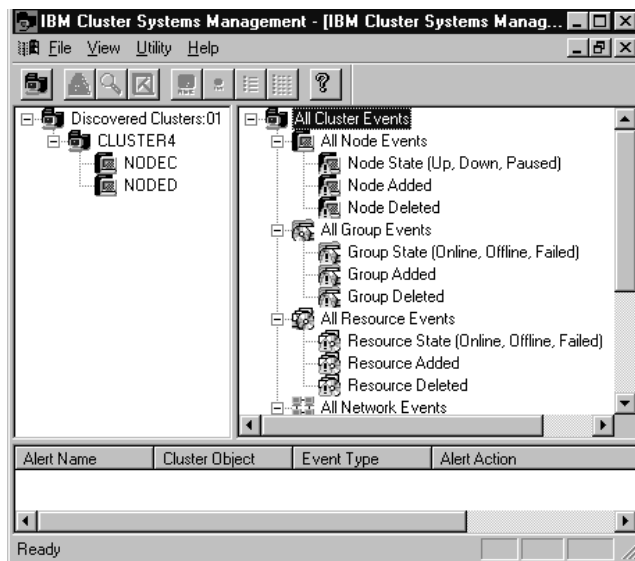 IBM Cluster Systems Management - [IBM Cluster Systems Manag...
File View Utility Help
Discovered Clusters:01
CLUSTER4
NODEC
NODED
All Cluster Events
All Node Events
Node State (Up, Down, Paused)
Node Added
Node Deleted
All Group Events
Group State (Online, Offline, Failed)
Group Added
Group Deleted
All Resource Events
Resource State (Online, Offline, Failed)
Resource Added
Resource Deleted
All Network Events
Alert Name Cluster Object Event Type Alert Action
Ready